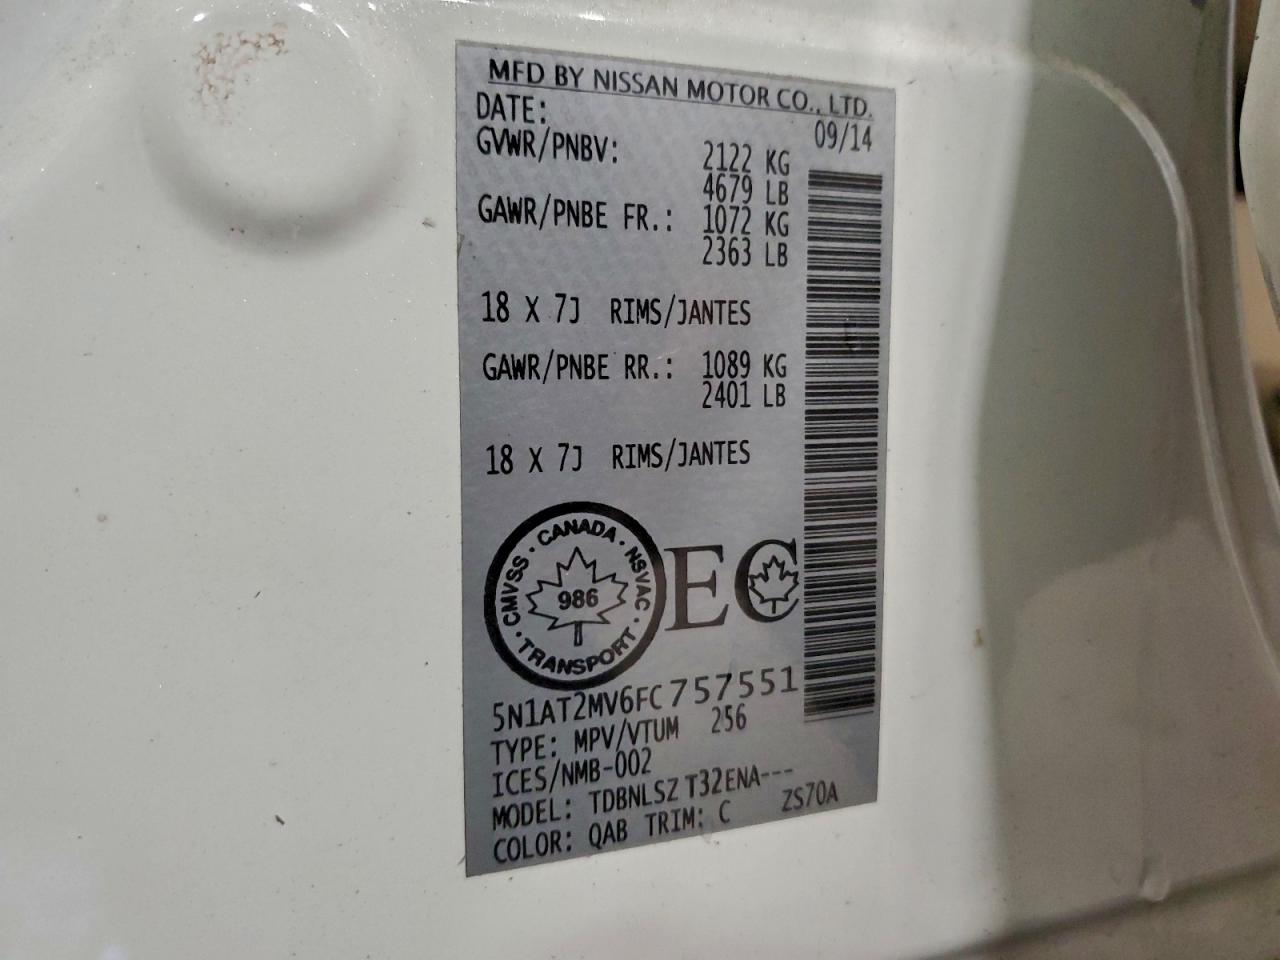 MFD BY NISSAN MOTOR CO., LTD.
DATE: 09/14
GVWR/PNBV: 2122 KG
4679 LB
GAWR/PNBE FR.: 1072 KG
2363 LB
18 X 7J RIMS/JANTES
GAWR/PNBE RR.: 1089 KG
2401 LB
18 X 7J RIMS/JANTES
CMVSS · CANADA · NSVAC · TRANSPORT ·
986
EC
5N1AT2MV6FC757551
TYPE: MPV/VTUM 256
ICES/NMB-002
MODEL: TDBNLSZ T32ENA---
COLOR: QAB TRIM: C ZS70A